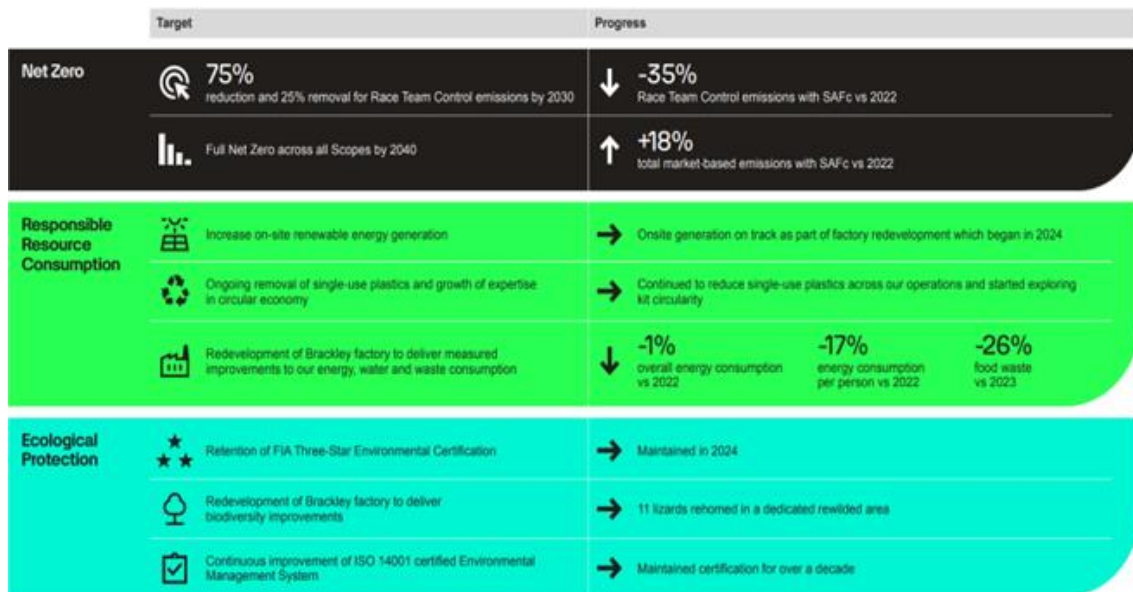 Target Progress
Net Zero
75%
reduction and 25% removal for Race Team Control emissions by 2030
-35%
Race Team Control emissions with SAFc vs 2022
Full Net Zero across all Scopes by 2040
+18%
total market-based emissions with SAFc vs 2022
Responsible
Resource
Consumption
Increase on-site renewable energy generation
Onsite generation on track as part of factory redevelopment which began in 2024
Ongoing removal of single-use plastics and growth of expertise
in circular economy
Continued to reduce single-use plastics across our operations and started exploring
kit circularity
Redevelopment of Brackley factory to deliver measured
improvements to our energy, water and waste consumption
-1%
overall energy consumption
vs 2022
-17%
energy consumption
per person vs 2022
-26%
food waste
vs 2023
Ecological
Protection
Retention of FIA Three-Star Environmental Certification
Maintained in 2024
Redevelopment of Brackley factory to deliver
biodiversity improvements
11 lizards rehomed in a dedicated rewilded area
Continuous improvement of ISO 14001 certified Environmental
Management System
Maintained certification for over a decade